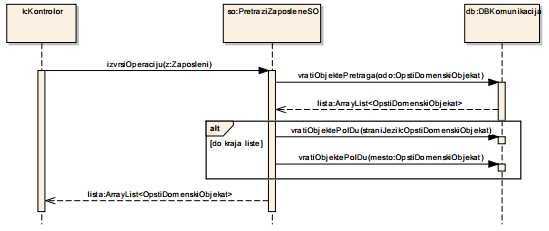 k:Kontrolor
so:PretraziZaposleneSO
db:DBKomunikacija
izvrsiOperaciju(z:Zaposleni)
vratiObjektePretraga(odo:OpstiDomenskiObjekat)
lista:ArrayList<OpstiDomenskiObjekat>
alt
[do kraja liste]
vratiObjektePoIDu(straniJezik:OpstiDomenskiObjekat)
vratiObjektePoIDu(mesto:OpstiDomenskiObjekat)
lista:ArrayList<OpstiDomenskiObjekat>